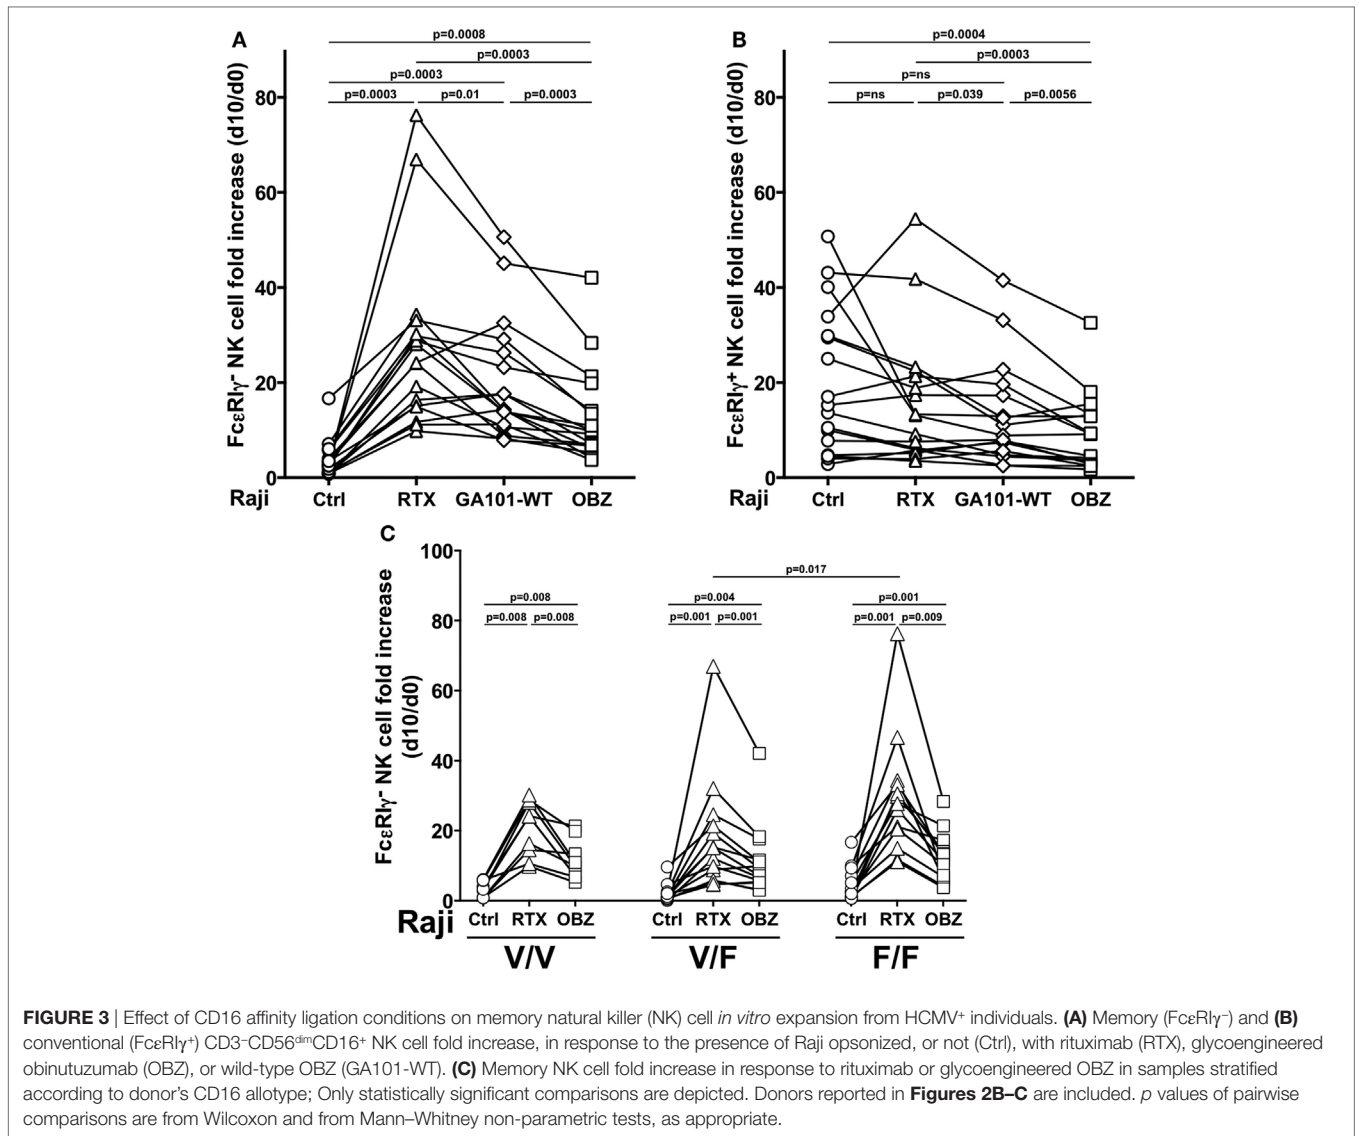 A
p=0.0008
p=0.0003
p=0.0003
p=0.0003 p=0.01 p=0.0003
FcεRIγ- NK cell fold increase (d10/d0)
80
60
40
20
0
Raji Ctrl RTX GA101-WT OBZ
B
p=0.0004
p=0.0003
p=ns
p=ns p=0.039 p=0.0056
FcεRIγ+ NK cell fold increase (d10/d0)
80
60
40
20
0
Raji Ctrl RTX GA101-WT OBZ
C
FcεRIγ- NK cell fold increase
(d10/d0)
100
80
60
40
20
0
p=0.017
p=0.008 p=0.004 p=0.001
p=0.008 p=0.008 p=0.001 p=0.001 p=0.001 p=0.009
Raji Ctrl RTX OBZ Ctrl RTX OBZ Ctrl RTX OBZ
V/V V/F F/F
FIGURE 3 | Effect of CD16 affinity ligation conditions on memory natural killer (NK) cell in vitro expansion from HCMV+ individuals. (A) Memory (FcεRIγ−) and (B)
conventional (FcεRIγ+) CD3−CD56dimCD16+ NK cell fold increase, in response to the presence of Raji opsonized, or not (Ctrl), with rituximab (RTX), glycoengineered
obinutuzumab (OBZ), or wild-type OBZ (GA101-WT). (C) Memory NK cell fold increase in response to rituximab or glycoengineered OBZ in samples stratified
according to donor's CD16 allotype; Only statistically significant comparisons are depicted. Donors reported in Figures 2B–C are included. p values of pairwise
comparisons are from Wilcoxon and from Mann–Whitney non-parametric tests, as appropriate.